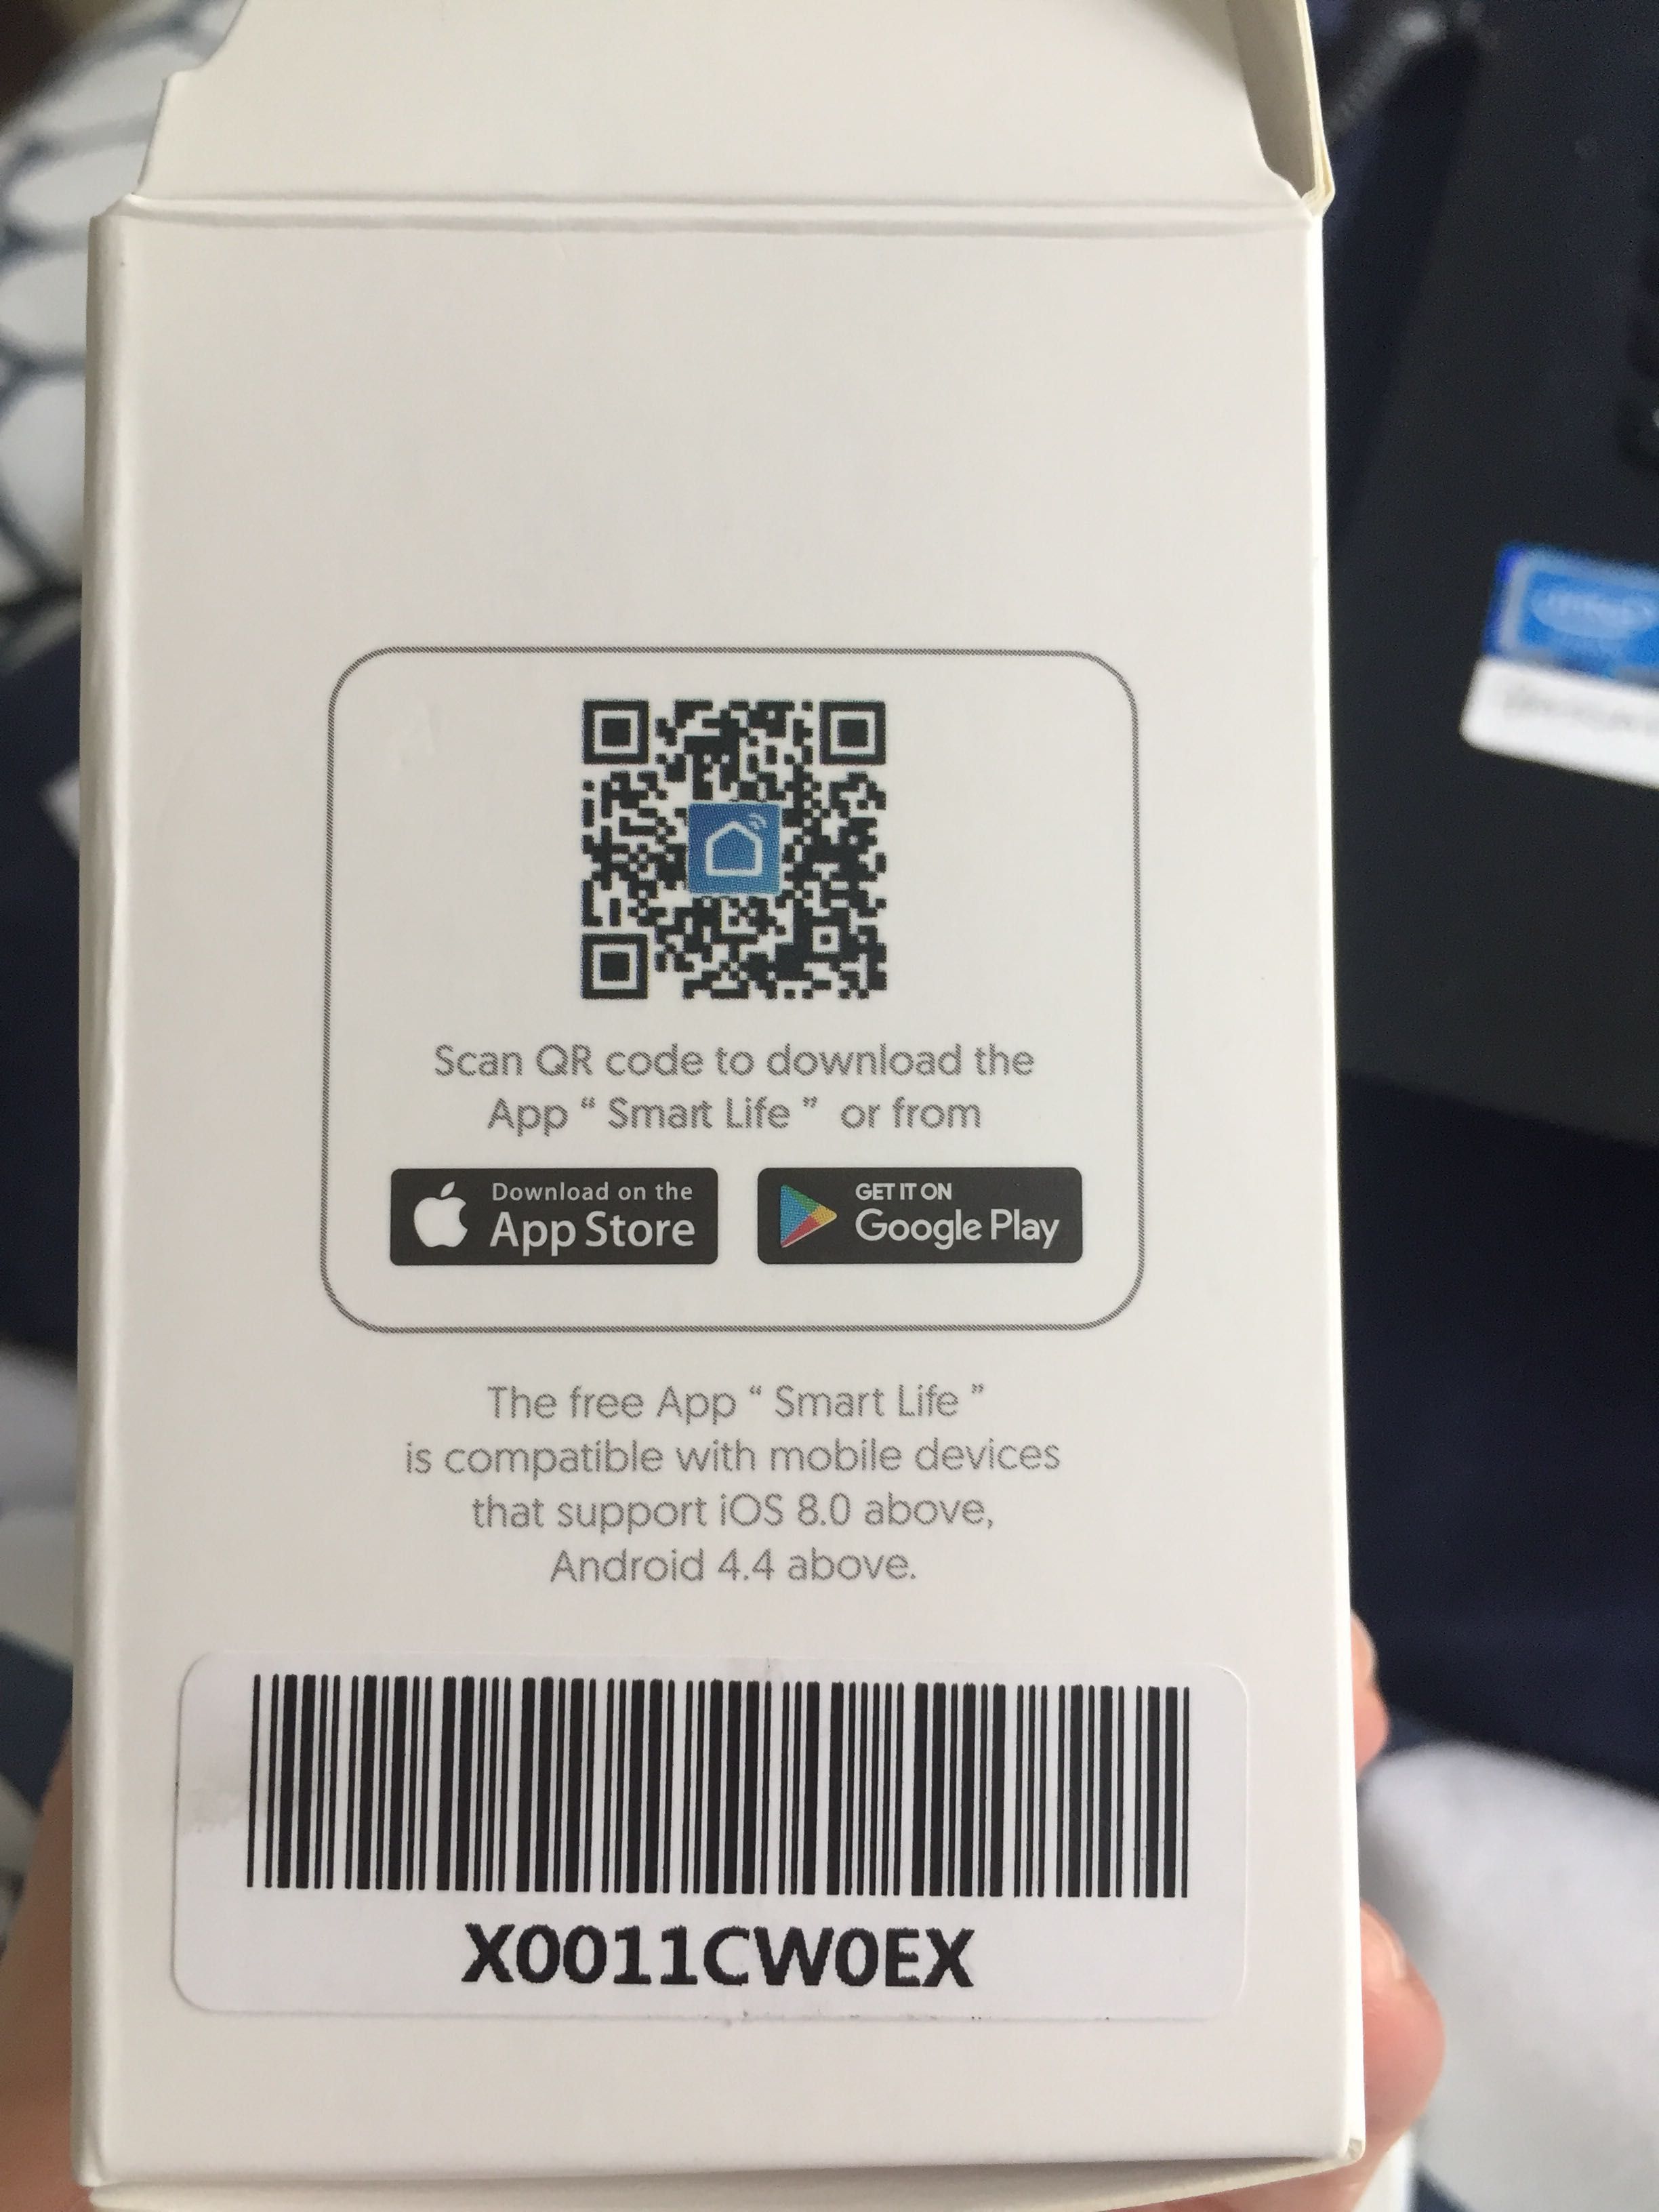 Scan QR code to download the
App “ Smart Life ” or from
Download on the
App Store
GET IT ON
Google Play
The free App “ Smart Life ”
is compatible with mobile devices
that support iOS 8.0 above,
Android 4.4 above.
X0011CW0EX